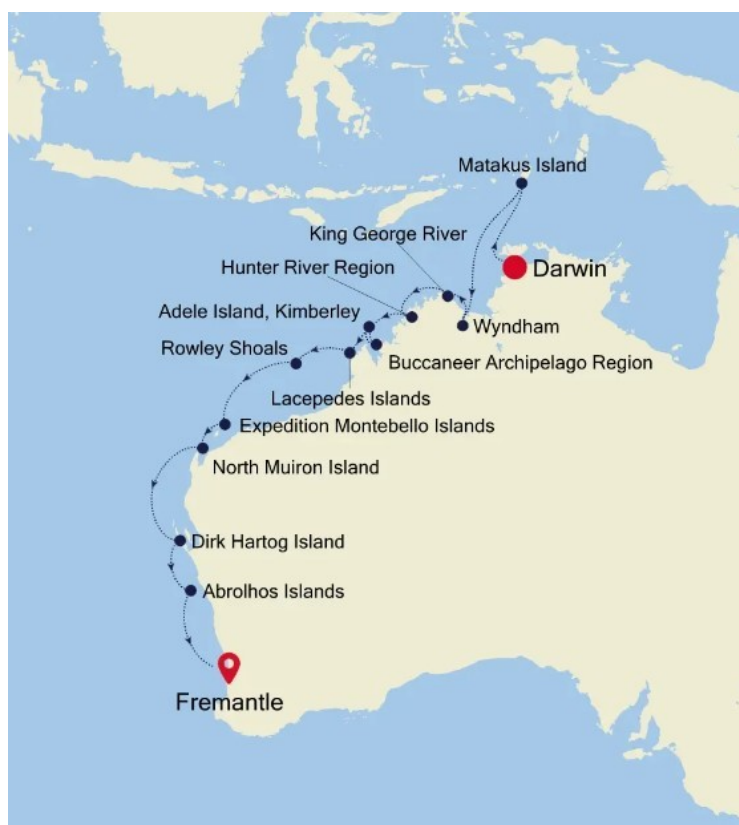 Matakus Island
King George River
Hunter River Region
Darwin
Adele Island, Kimberley
Wyndham
Rowley Shoals
Buccaneer Archipelago Region
Lacepedes Islands
Expedition Montebello Islands
North Muiron Island
Dirk Hartog Island
Abrolhos Islands
Fremantle